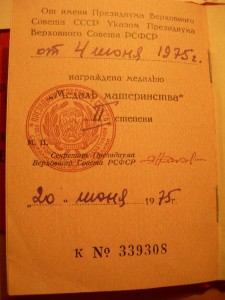 От имени Президиума Верховного
Совета СССР Указом Президиума
Верховного Совета РСФСР
от 4 июня 1975 г.
награждена медалью
„Медаль материнства“
II степени
М. П.
Секретарь Президиума
Верховного Совета РСФСР
„20“ июня 1975 г.
К № 339308